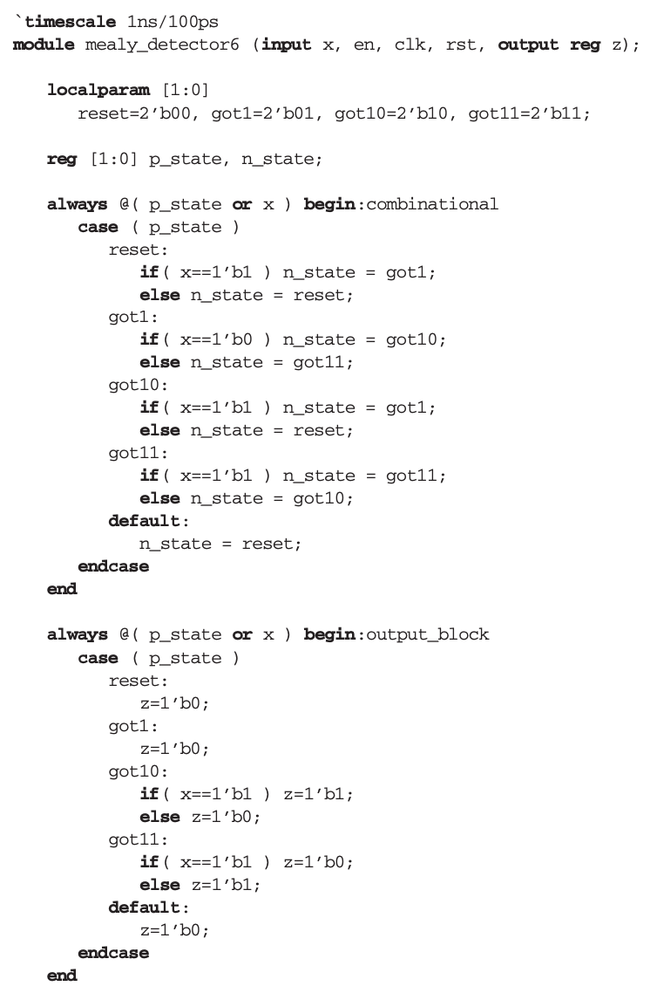 `timescale 1ns/100ps
module mealy_detector6 (input x, en, clk, rst, output reg z);
localparam [1:0]
reset=2’b00, got1=2’b01, got10=2’b10, got11=2’b11;
reg [1:0] p_state, n_state;
always @( p_state or x ) begin:combinational
case ( p_state )
reset:
if( x==1’b1 ) n_state = got1;
else n_state = reset;
got1:
if( x==1’b0 ) n_state = got10;
else n_state = got11;
got10:
if( x==1’b1 ) n_state = got1;
else n_state = reset;
got11:
if( x==1’b1 ) n_state = got11;
else n_state = got10;
default:
n_state = reset;
endcase
end
always @( p_state or x ) begin:output_block
case ( p_state )
reset:
z=1’b0;
got1:
z=1’b0;
got10:
if( x==1’b1 ) z=1’b1;
else z=1’b0;
got11:
if( x==1’b1 ) z=1’b0;
else z=1’b1;
default:
z=1’b0;
endcase
end